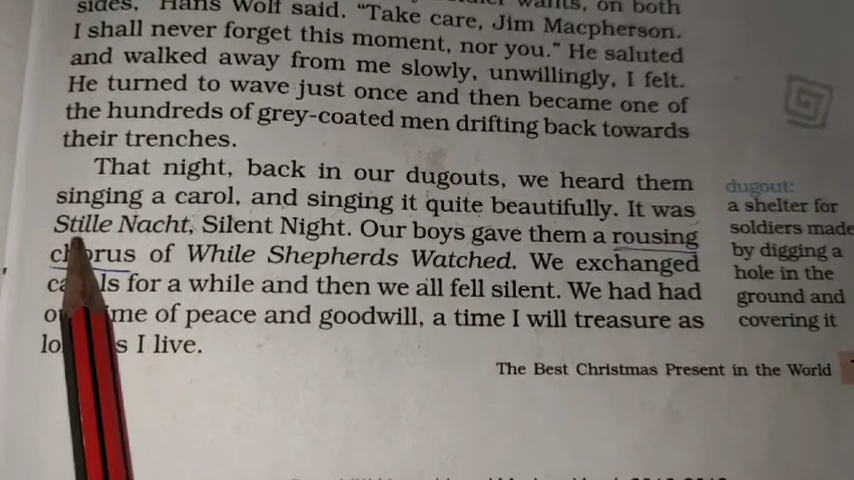 sides," Hans Wolf said. "Take care, Jim Macpherson.
I shall never forget this moment, nor you." He saluted
and walked away from me slowly, unwillingly, I felt.
He turned to wave just once and then became one of
the hundreds of grey-coated men drifting back towards
their trenches.
That night, back in our dugouts, we heard them
singing a carol, and singing it quite beautifully. It was
Stille Nacht, Silent Night. Our boys gave them a rousing
chorus of While Shepherds Watched. We exchanged
for a while and then we all fell silent. We had had
time of peace and goodwill, a time I will treasure as
I live.
dugout:
a shelter for
soldiers made
by digging a
hole in the
ground and
covering it
The Best Christmas Present in the World